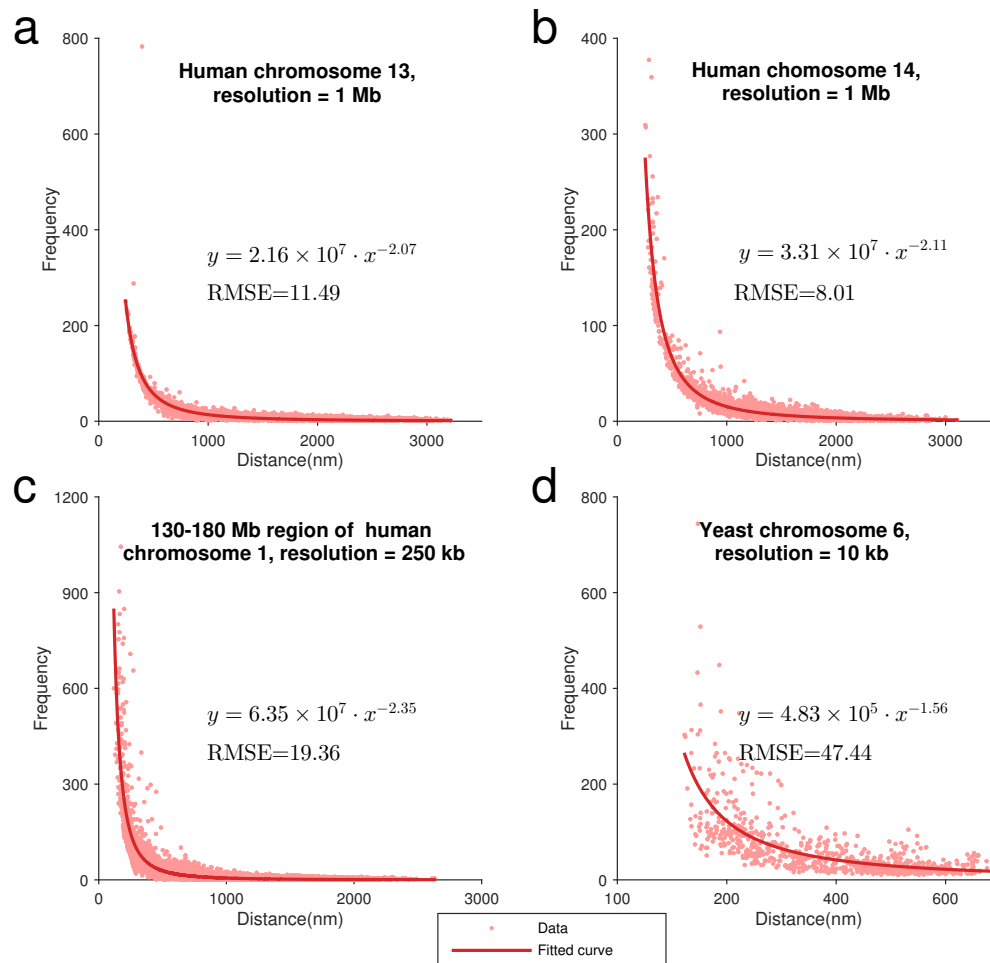 a
800
600
400
200
0
0
1000
2000
3000
Frequency
Distance(nm)
Human chromosome 13,
resolution = 1 Mb
y = 2.16 × 10^7 · x^{-2.07}
RMSE=11.49
b
400
300
200
100
0
0
1000
2000
3000
Frequency
Distance(nm)
Human chomosome 14,
resolution = 1 Mb
y = 3.31 × 10^7 · x^{-2.11}
RMSE=8.01
c
1200
900
600
300
0
0
1000
2000
3000
Frequency
Distance(nm)
130-180 Mb region of human
chromosome 1, resolution = 250 kb
y = 6.35 × 10^7 · x^{-2.35}
RMSE=19.36
d
800
600
400
200
0
100
200
400
600
Frequency
Distance(nm)
Yeast chromosome 6,
resolution = 10 kb
y = 4.83 × 10^5 · x^{-1.56}
RMSE=47.44
Data
Fitted curve